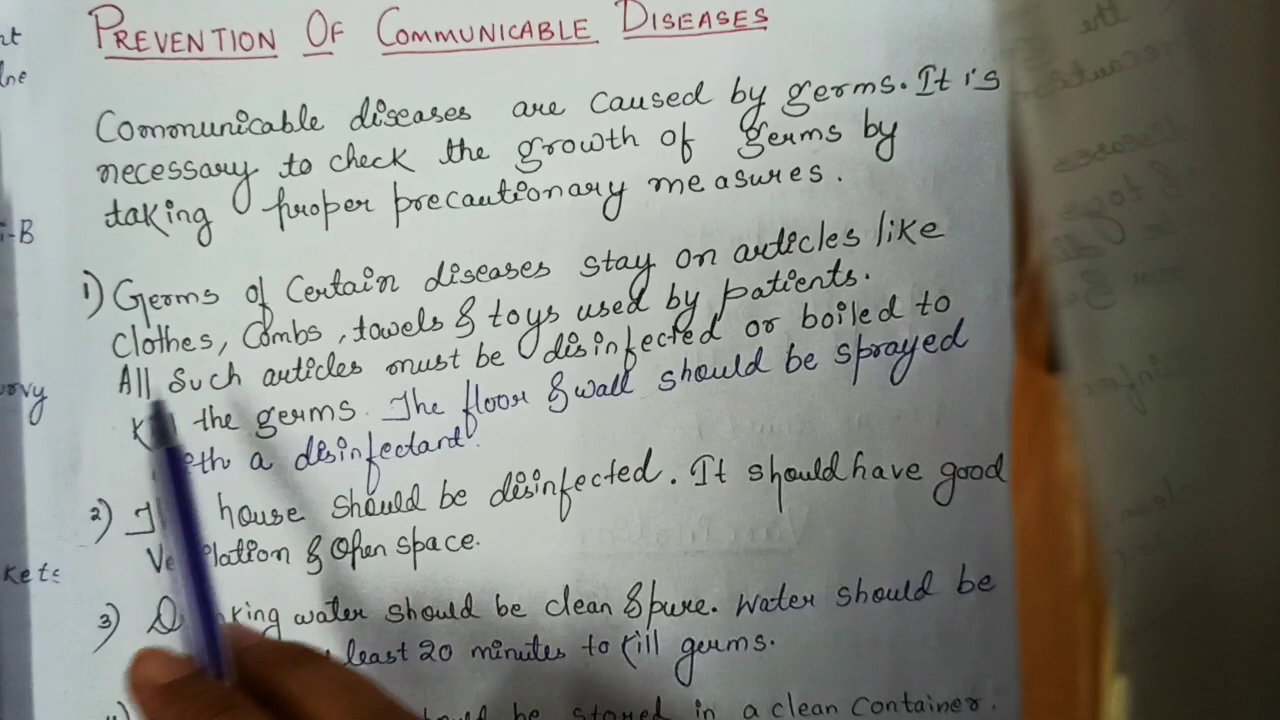 PREVENTION OF COMMUNICABLE DISEASES
Communicable diseases are caused by germs. It is
necessary to check the growth of germs by
taking proper precautionary measures.
1) Germs of Certain diseases stay on articles like
Clothes, Combs, towels & toys used by patients.
All Such articles must be disinfected or boiled to
the germs. The floor & wall should be sprayed
a disinfectant.
2) house should be disinfected. It should have good
& Open space.
3) water should be clean & pure. Water should be
least 20 minutes to kill germs.
be stored in a clean container.